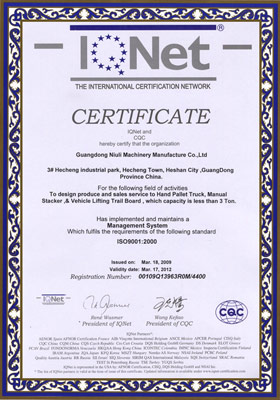 IQNet®
THE INTERNATIONAL CERTIFICATION NETWORK
CERTIFICATE
IQNet and
CQC
hereby certify that the organization
Guangdong Niuli Machinery Manufacture Co.,Ltd
3# Hecheng industrial park, Hecheng Town, Heshan City ,GuangDong
Province China.
For the following field of activities
To design produce and sales service to Hand Pallet Truck, Manual
Stacker ,& Vehicle Lifting Trail Board , which capacity is less than 3 Ton.
Has implemented and maintains a
Management System
Which fulfils the requirements of the following standard
ISO9001:2000
Issued on: Mar. 18, 2009
Validity date: Mar. 17, 2012
Registration Number: 00109Q13963R0M/4400
IQNet
René Wasmer
President of IQNet
Wang Kejiao
President of CQC
CQC
IQNet Partners*: